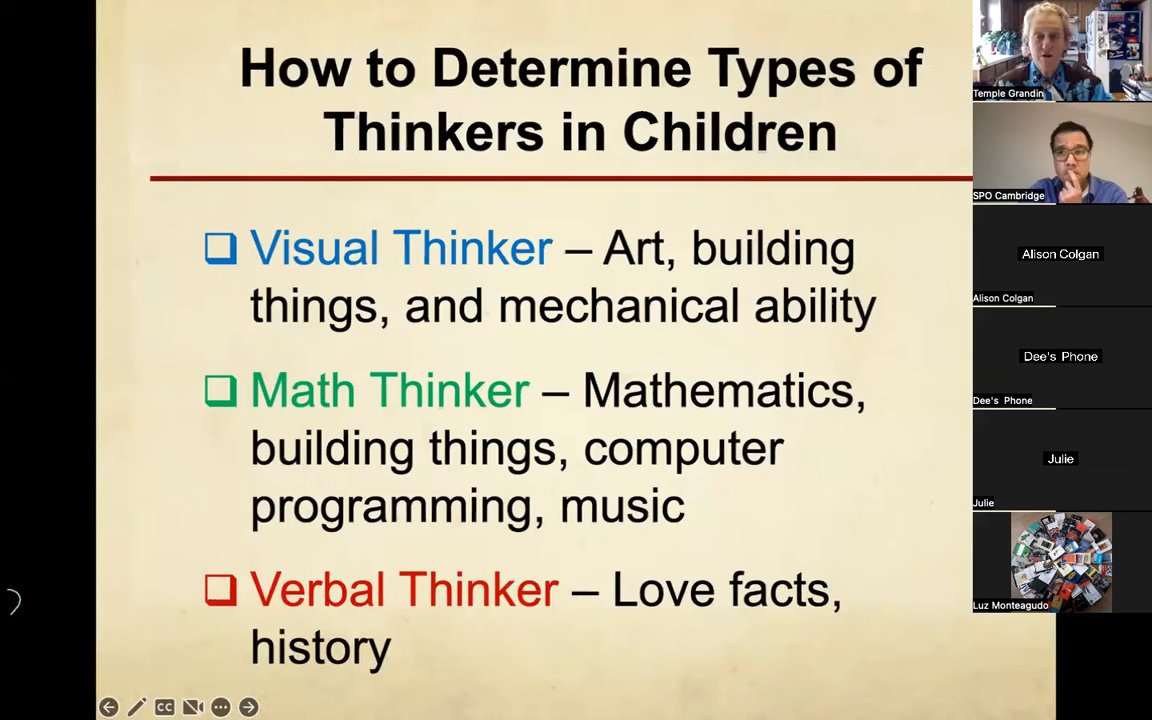 How to Determine Types of
Thinkers in Children
Visual Thinker – Art, building
things, and mechanical ability
Math Thinker – Mathematics,
building things, computer
programming, music
Verbal Thinker – Love facts,
history
CC
Temple Grandin
SPO Cambridge
Alison Colgan
Alison Colgan
Dee's Phone
Dee's Phone
Julie
Julie
Luz Monteagudo